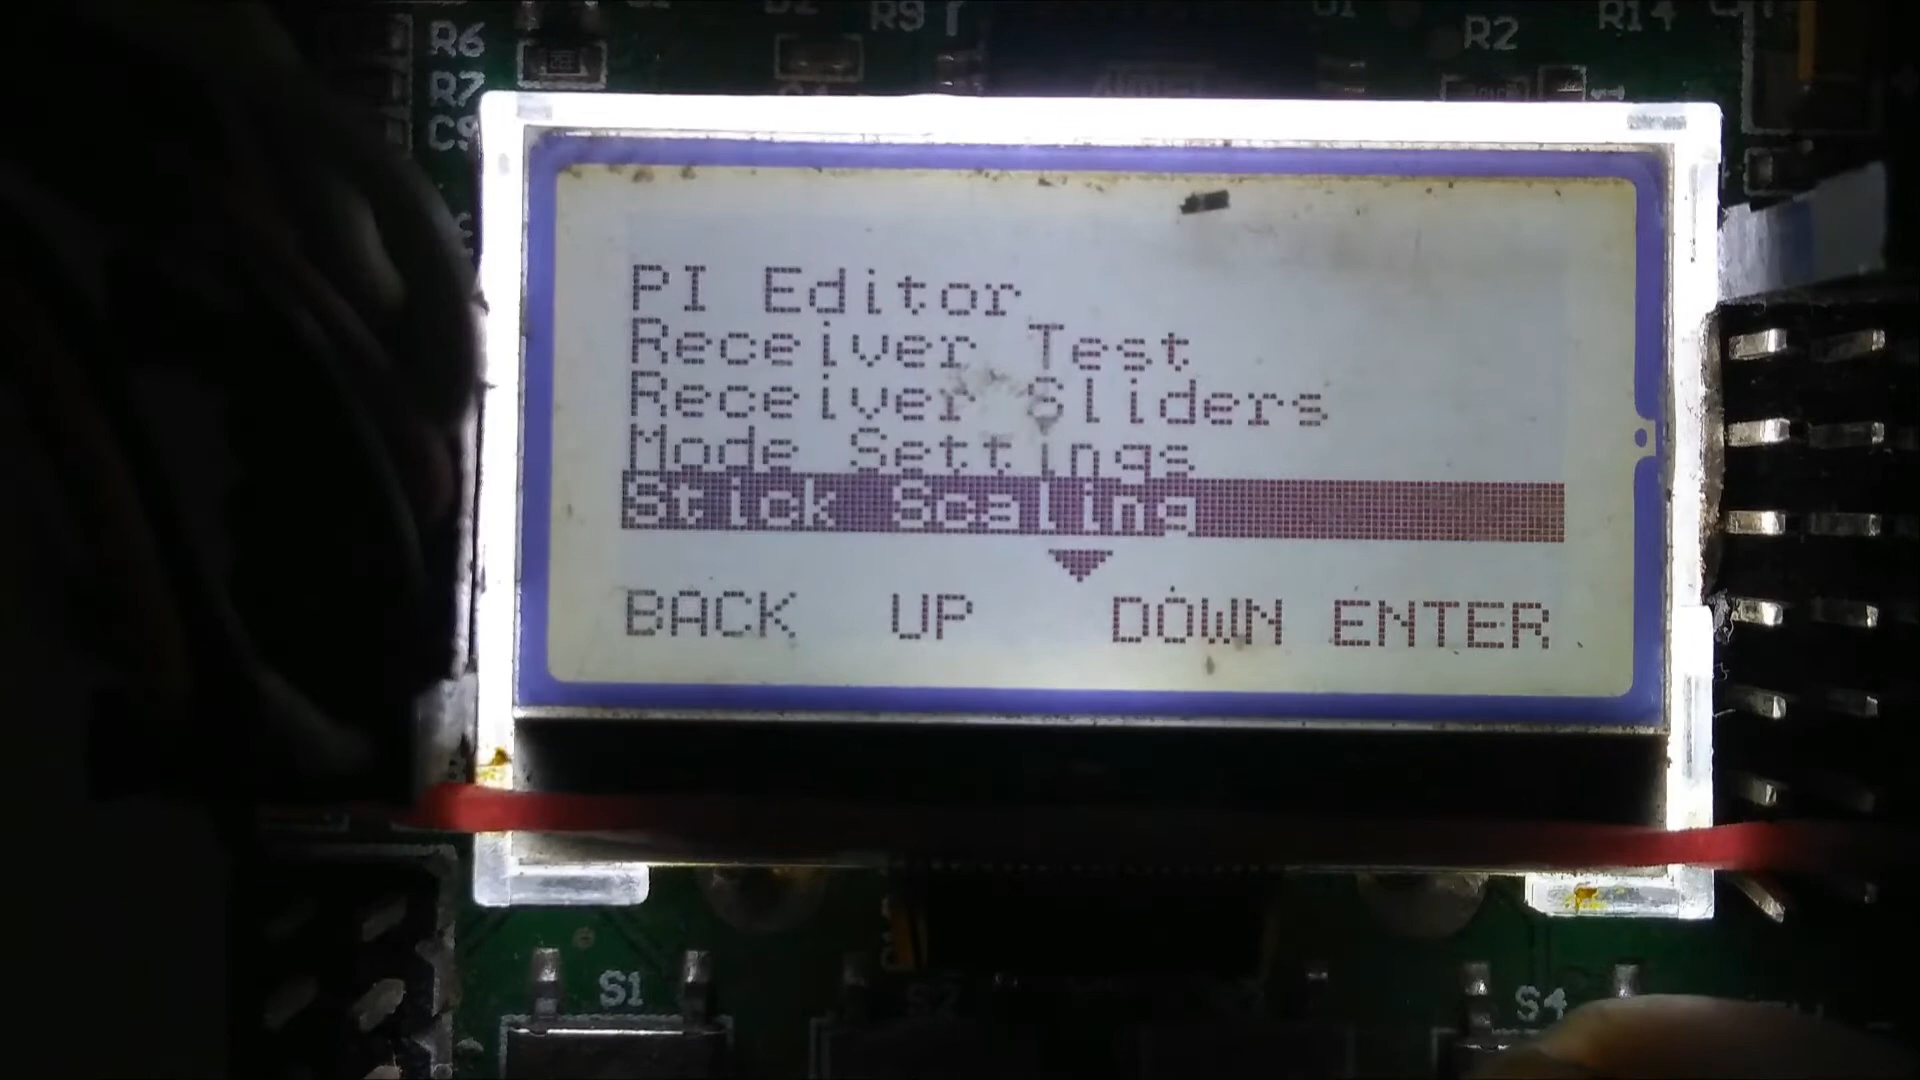 R6
R9
R2
R14
R7
C9
PI Editor
Receiver Test
Receiver Sliders
Mode Settings
Stick Scaling
BACK UP DOWN ENTER
S1
S4